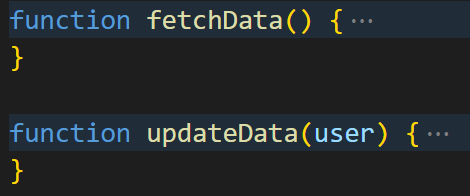 function fetchData() {⋯
}
function updateData(user) {⋯
}